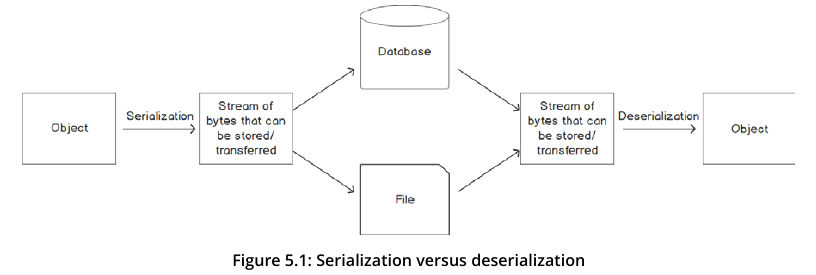 Database
Object
Serialization
Stream of
bytes that can
be stored/
transferred
Stream of
bytes that can
be stored/
transferred
Deserialization
Object
File
Figure 5.1: Serialization versus deserialization